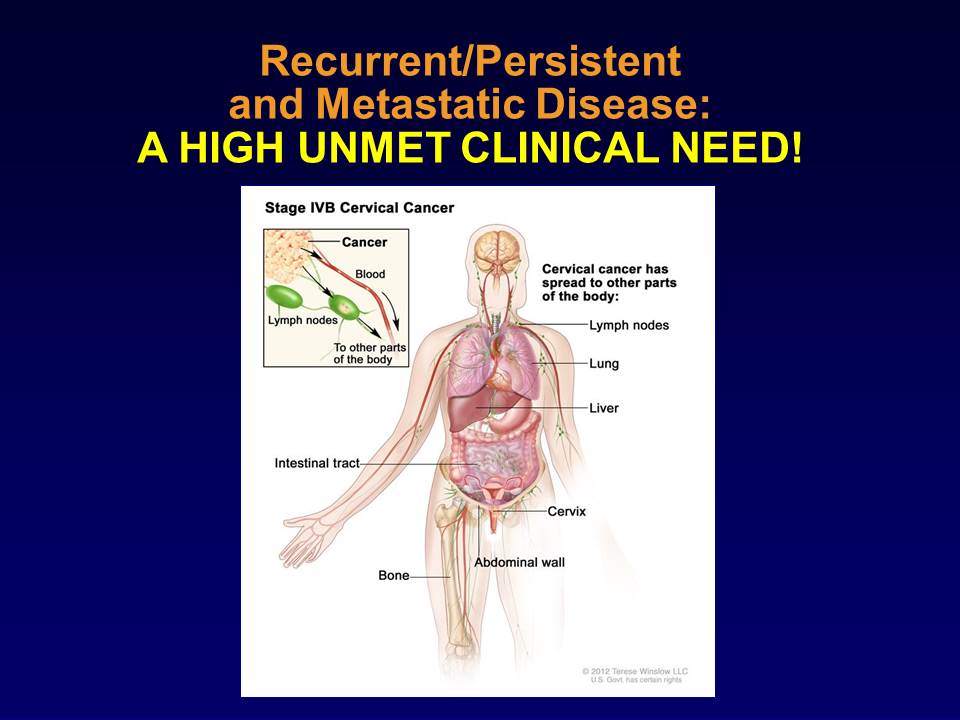 Recurrent/Persistent
and Metastatic Disease:
A HIGH UNMET CLINICAL NEED!
Stage IVB Cervical Cancer
Cancer
Blood
Lymph nodes
To other parts
of the body
Cervical cancer has
spread to other parts
of the body:
Lymph nodes
Lung
Liver
Intestinal tract
Cervix
Abdominal wall
Bone
© 2012 Terese Winslow LLC
U.S. Govt. has certain rights